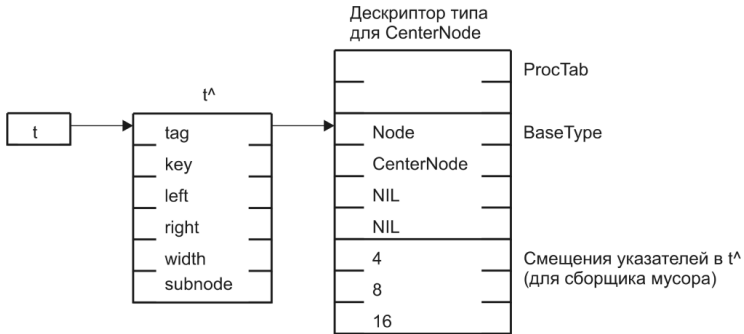 Дескриптор типа
для CenterNode
ProcTab
t^
t
tag
Node
BaseType
key
CenterNode
left
NIL
right
NIL
width
4
Смещения указателей в t^
subnode
8
(для сборщика мусора)
16